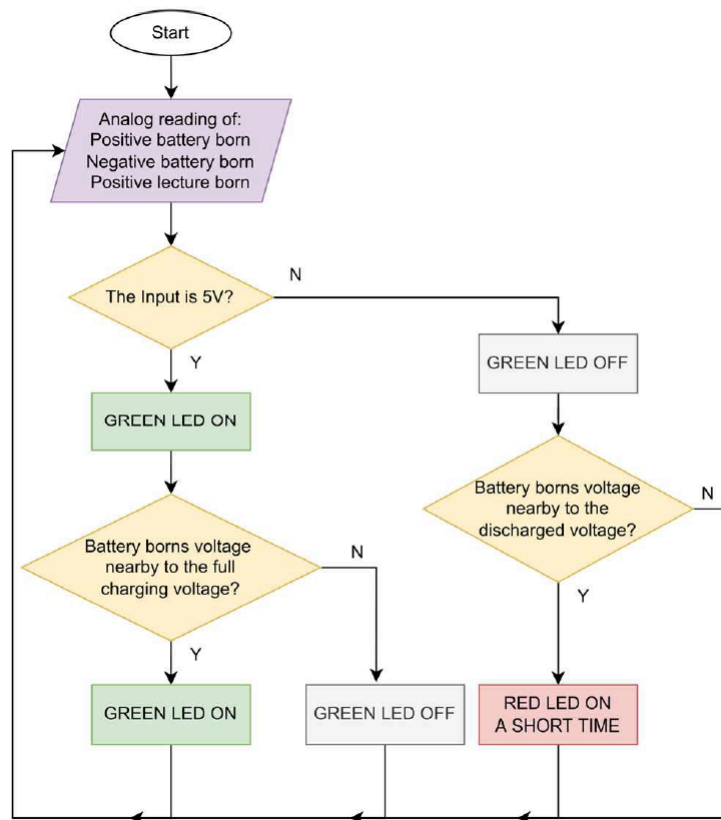 Start
Analog reading of:
Positive battery born
Negative battery born
Positive lecture born
The Input is 5V?
N
Y
GREEN LED OFF
GREEN LED ON
Battery borns voltage
nearby to the
discharged voltage?
N
Y
Battery borns voltage
nearby to the full
charging voltage?
N
Y
GREEN LED ON
GREEN LED OFF
RED LED ON
A SHORT TIME